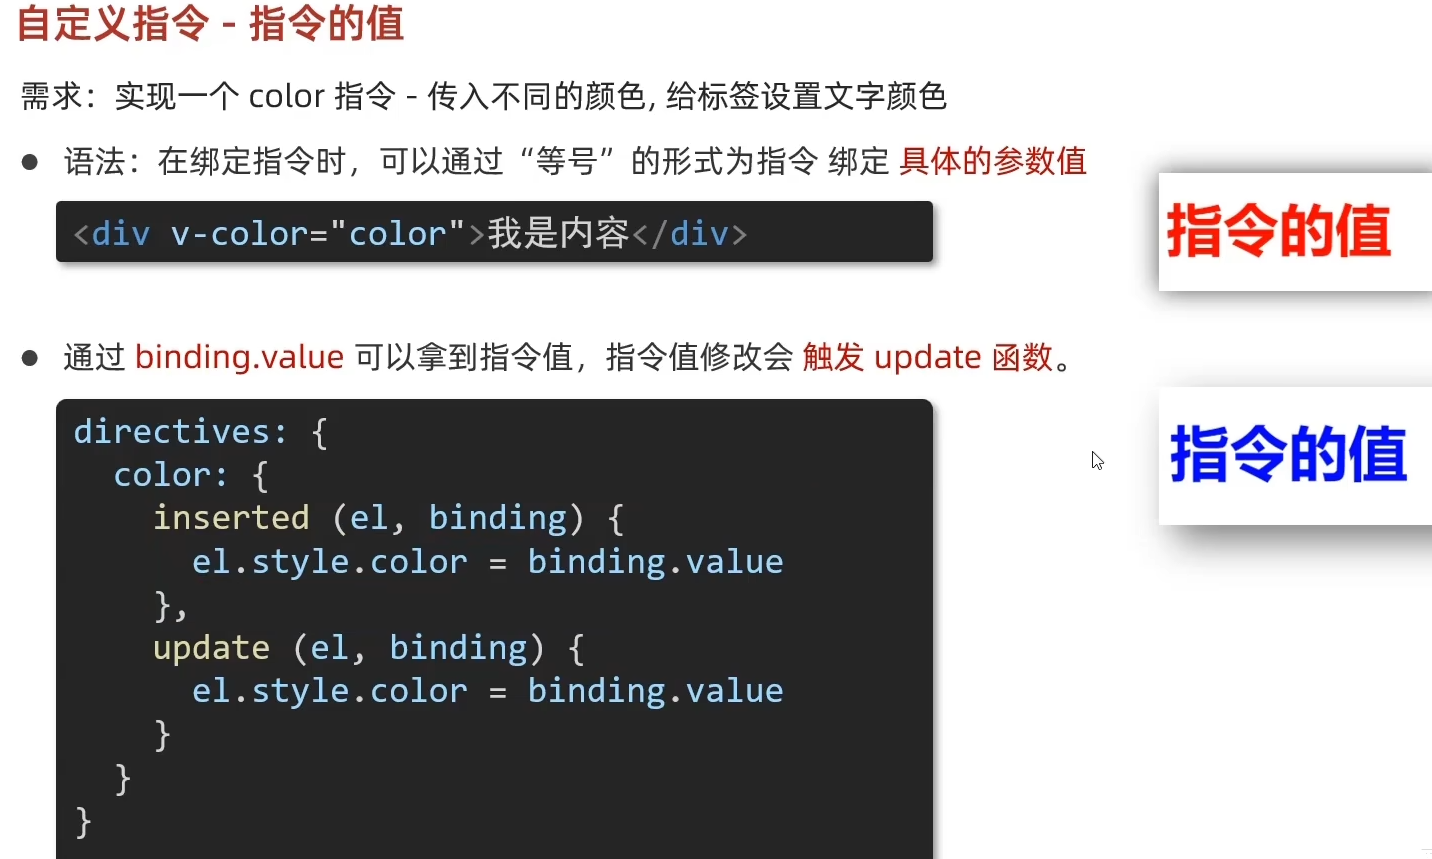 自定义指令 - 指令的值
需求：实现一个 color 指令 - 传入不同的颜色, 给标签设置文字颜色
● 语法：在绑定指令时，可以通过“等号”的形式为指令 绑定 具体的参数值
<div v-color="color">我是内容</div>
指令的值
● 通过 binding.value 可以拿到指令值，指令值修改会 触发 update 函数。
指令的值
directives: {
  color: {
    inserted (el, binding) {
      el.style.color = binding.value
    },
    update (el, binding) {
      el.style.color = binding.value
    }
  }
}